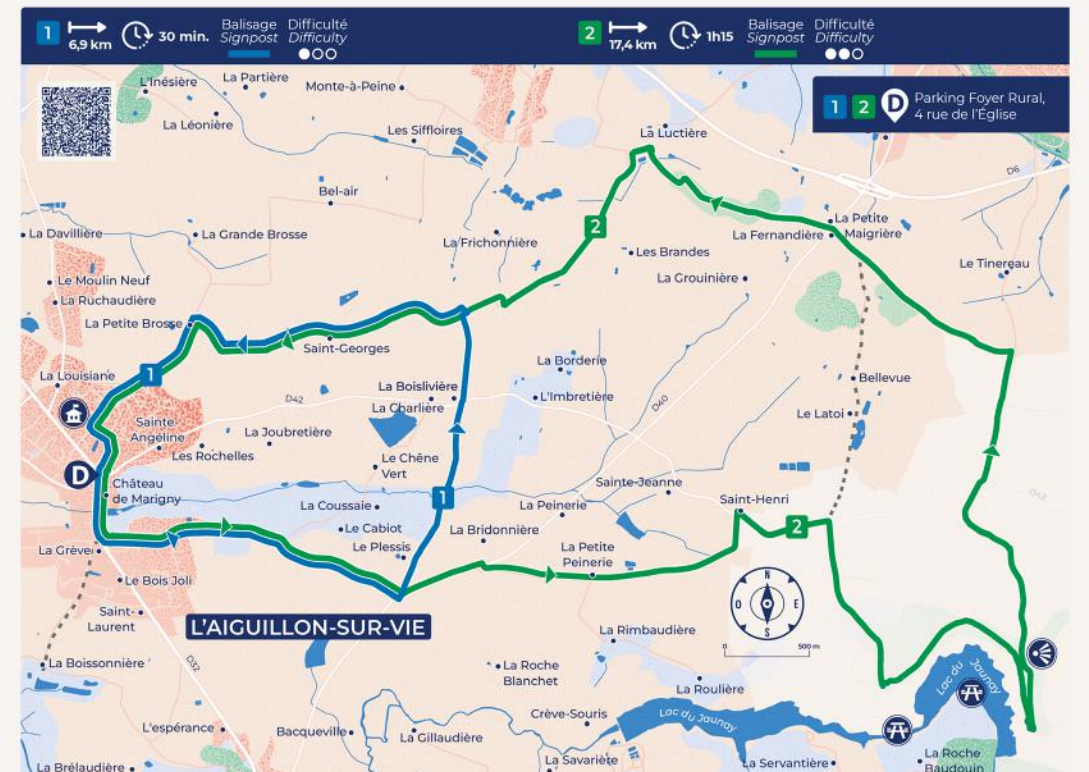 1
6,9 km
30 min.
Balisage
Signpost
Difficulté
Difficulty
2
17,4 km
1h15
Balisage
Signpost
Difficulté
Difficulty
1 2 D Parking Foyer Rural,
4 rue de l'Église
L'Inésière
La Partière
Monte-à-Peine
La Léonière
Les Siffloires
La Luctière
D6
Bel-air
La Davillière
La Grande Brosse
La Frichonnière
2
Les Brandes
La Fernandière
La Petite
Maigrière
La Grouinière
Le Tinereau
Le Moulin Neuf
La Ruchaudière
La Petite Brosse
Saint-Georges
La Louisiane
1
La Boislivière
La Borderie
Bellevue
D42
La Charlière
L'Imbretière
D40
Le Latoi
Sainte-
Angéline
La Joubretière
Les Rochelles
Le Chêne
Vert
D
Château
de Marigny
Sainte-Jeanne
Saint-Henri
D42
La Coussaie
1
La Peinerie
2
Le Cabiot
La Bridonnière
Le Plessis
La Petite
Peinerie
La Grève
Le Bois Joli
Saint-
Laurent
L'AIGUILLON-SUR-VIE
N
O
E
S
0
500 m
La Rimbaudière
La Boissonnière
D32
La Roche
Blanchet
La Roulière
Lac du Jaunay
Lac du Jaunay
L'espérance
Bacqueville
La Gillaudière
Crève-Souris
La Brélaudière
La Savariète
La Servantière
La Roche
Baudouin